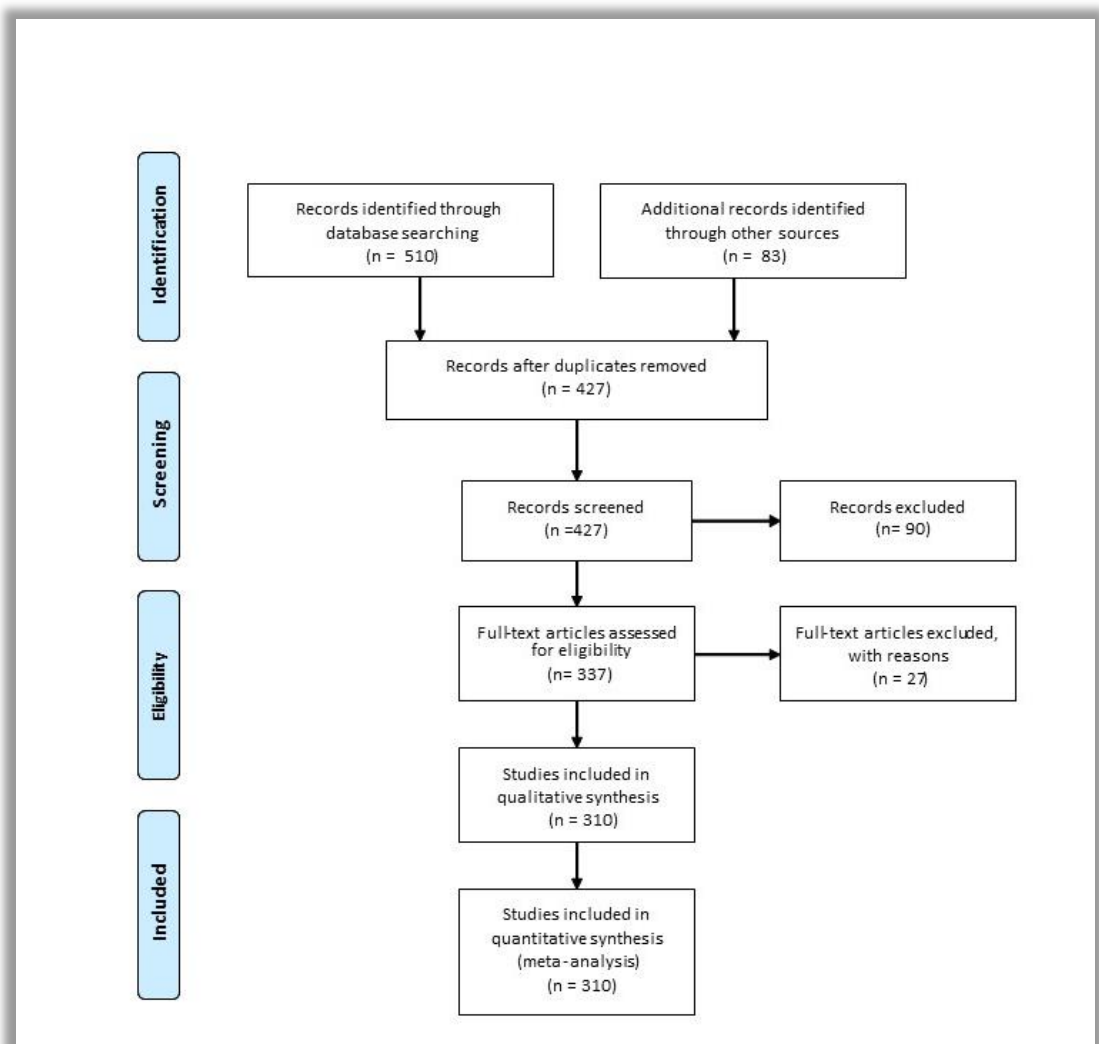 Identification
Records identified through
database searching
(n = 510)
Additional records identified
through other sources
(n = 83)
Records after duplicates removed
(n = 427)
Screening
Records screened
(n =427)
Records excluded
(n= 90)
Eligibility
Full-text articles assessed
for eligibility
(n= 337)
Full-text articles excluded,
with reasons
(n = 27)
Studies included in
qualitative synthesis
(n = 310)
Included
Studies included in
quantitative synthesis
(meta-analysis)
(n = 310)